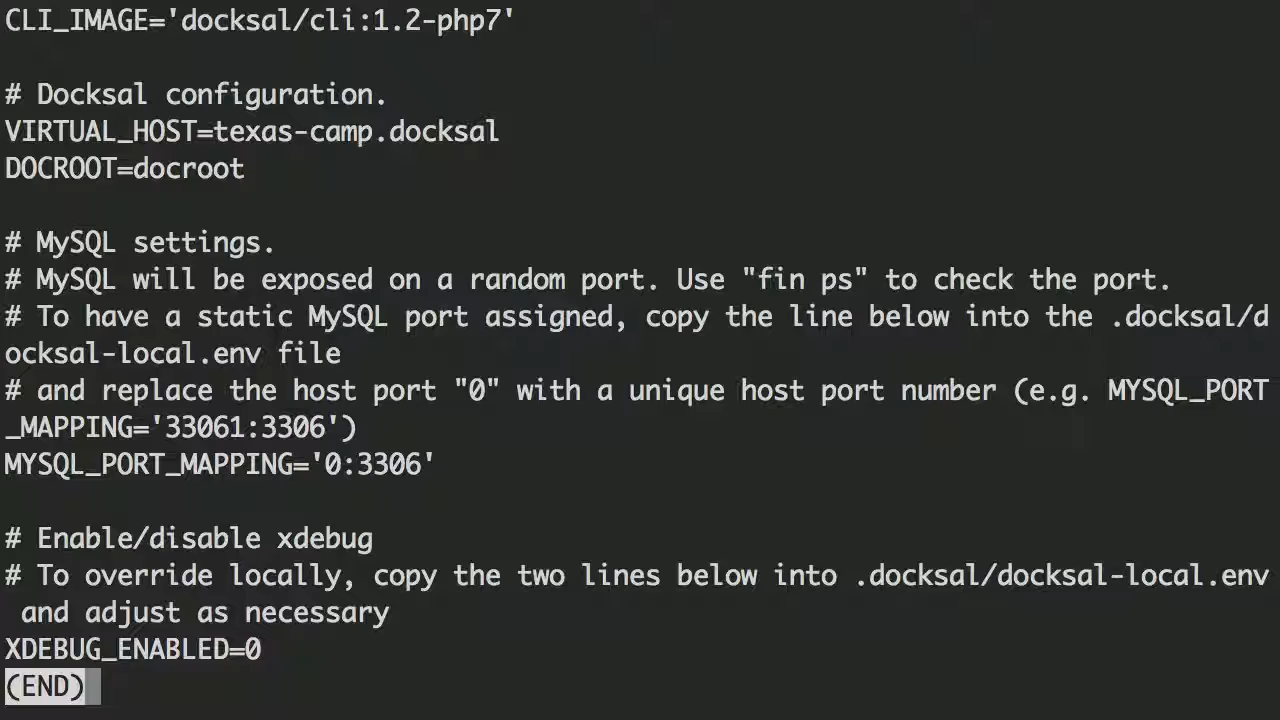 CLI_IMAGE='docksal/cli:1.2-php7'
# Docksal configuration.
VIRTUAL_HOST=texas-camp.docksal
DOCROOT=docroot
# MySQL settings.
# MySQL will be exposed on a random port. Use "fin ps" to check the port.
# To have a static MySQL port assigned, copy the line below into the .docksal/d
ocksal-local.env file
# and replace the host port "0" with a unique host port number (e.g. MYSQL_PORT
_MAPPING='33061:3306')
MYSQL_PORT_MAPPING='0:3306'
# Enable/disable xdebug
# To override locally, copy the two lines below into .docksal/docksal-local.env
 and adjust as necessary
XDEBUG_ENABLED=0
(END)